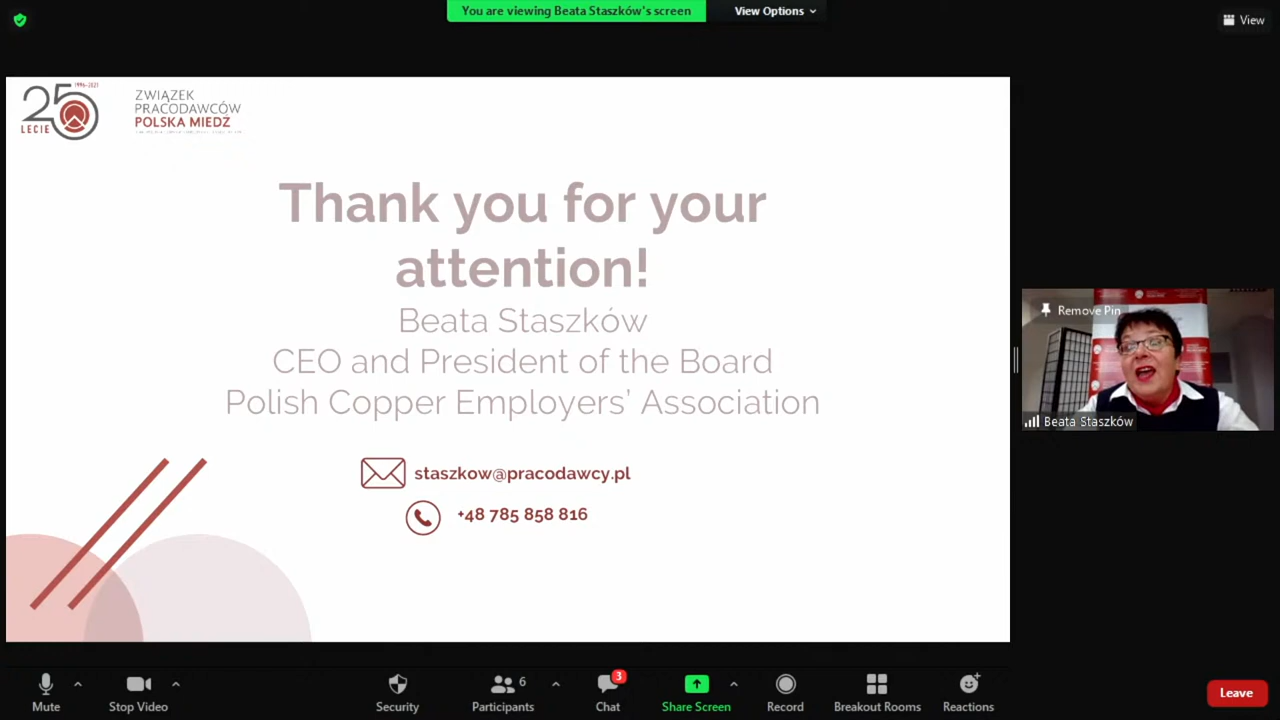 You are viewing Beata Staszków's screen
View Options
View
1996-2021
25
LECIE
ZWIĄZEK
PRACODAWCÓW
POLSKA MIEDŹ
Thank you for your
attention!
Beata Staszków
CEO and President of the Board
Polish Copper Employers’ Association
staszkow@pracodawcy.pl
+48 785 858 816
Remove Pin
Beata Staszków
Mute
Stop Video
Security
6
Participants
3
Chat
Share Screen
Record
Breakout Rooms
Reactions
Leave